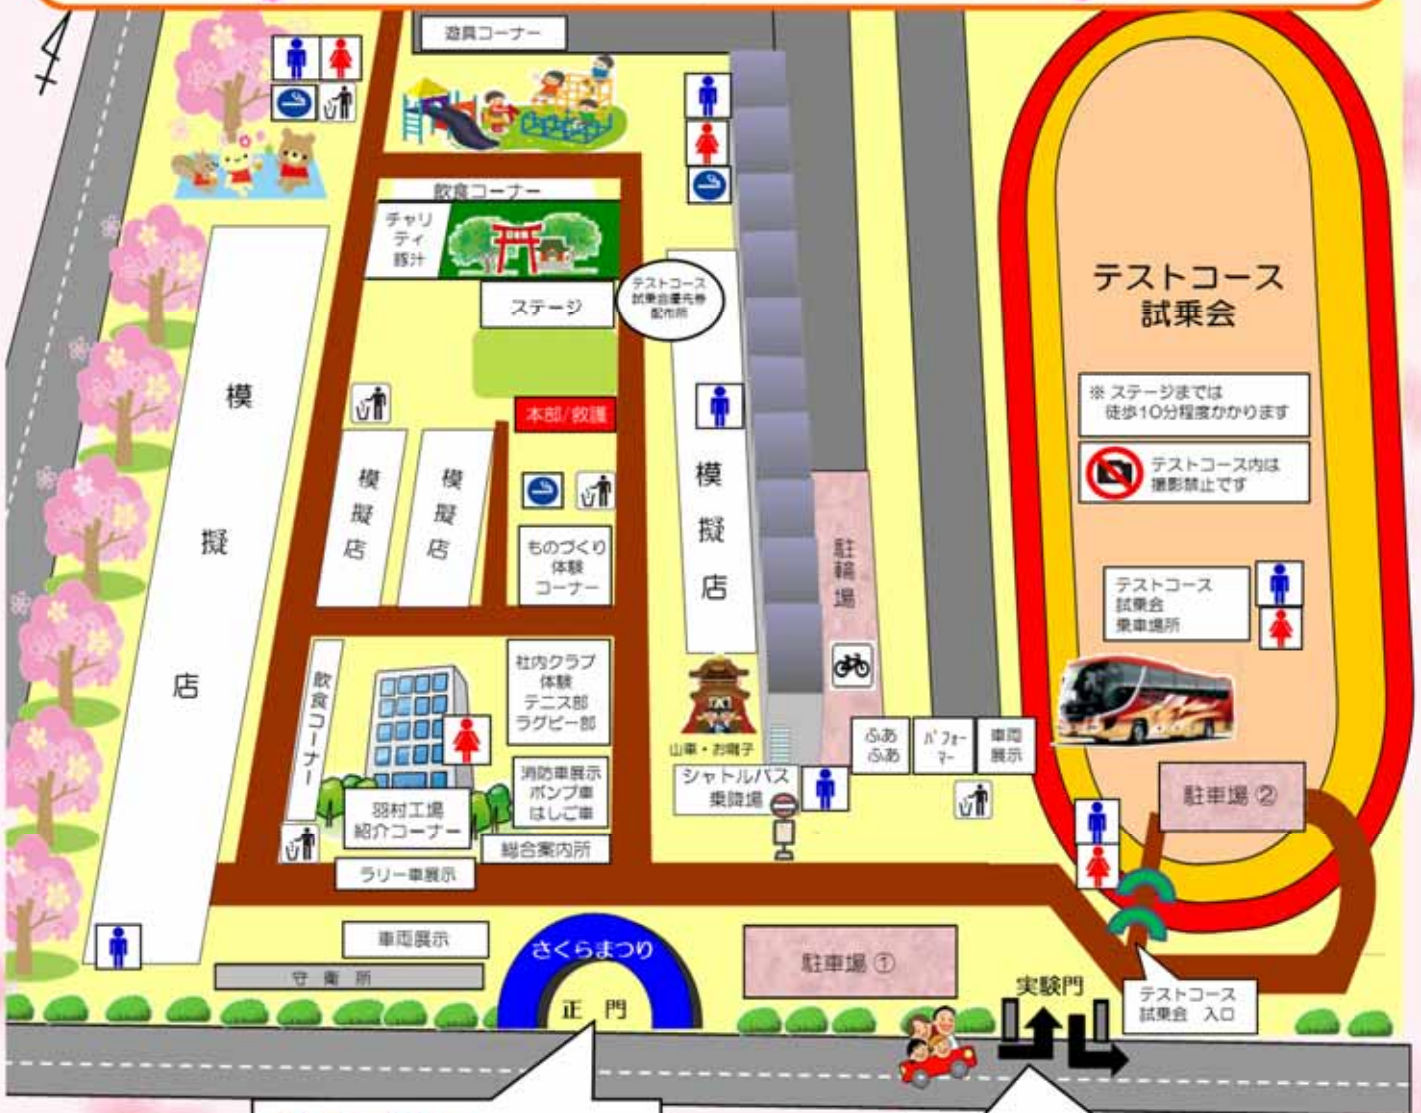 遊具コーナー
飲食コーナー
チャリ
ティ
豚汁
ステージ
テストコース
試乗会優先券
配布所
本部/救護
模
擬
店
模
擬
店
模
擬
店
模
擬
店
ものづくり
体験
コーナー
駐
輪
場
飲食コーナー
社内クラブ
体験
テニス部
ラグビー部
消防車展示
ポンプ車
はしご車
羽村工場
紹介コーナー
総合案内所
ラリー車展示
車両展示
守衛所
さくらまつり
正 門
山車・お囃子
シャトルバス
乗降場
ふあ
ふあ
パフォー
マー
車両
展示
駐車場 ①
テストコース
試乗会
※ ステージまでは
徒歩10分程度かかります
テストコース内は
撮影禁止です
テストコース
試乗会
乗車場所
駐車場 ②
実験門
テストコース
試乗会 入口